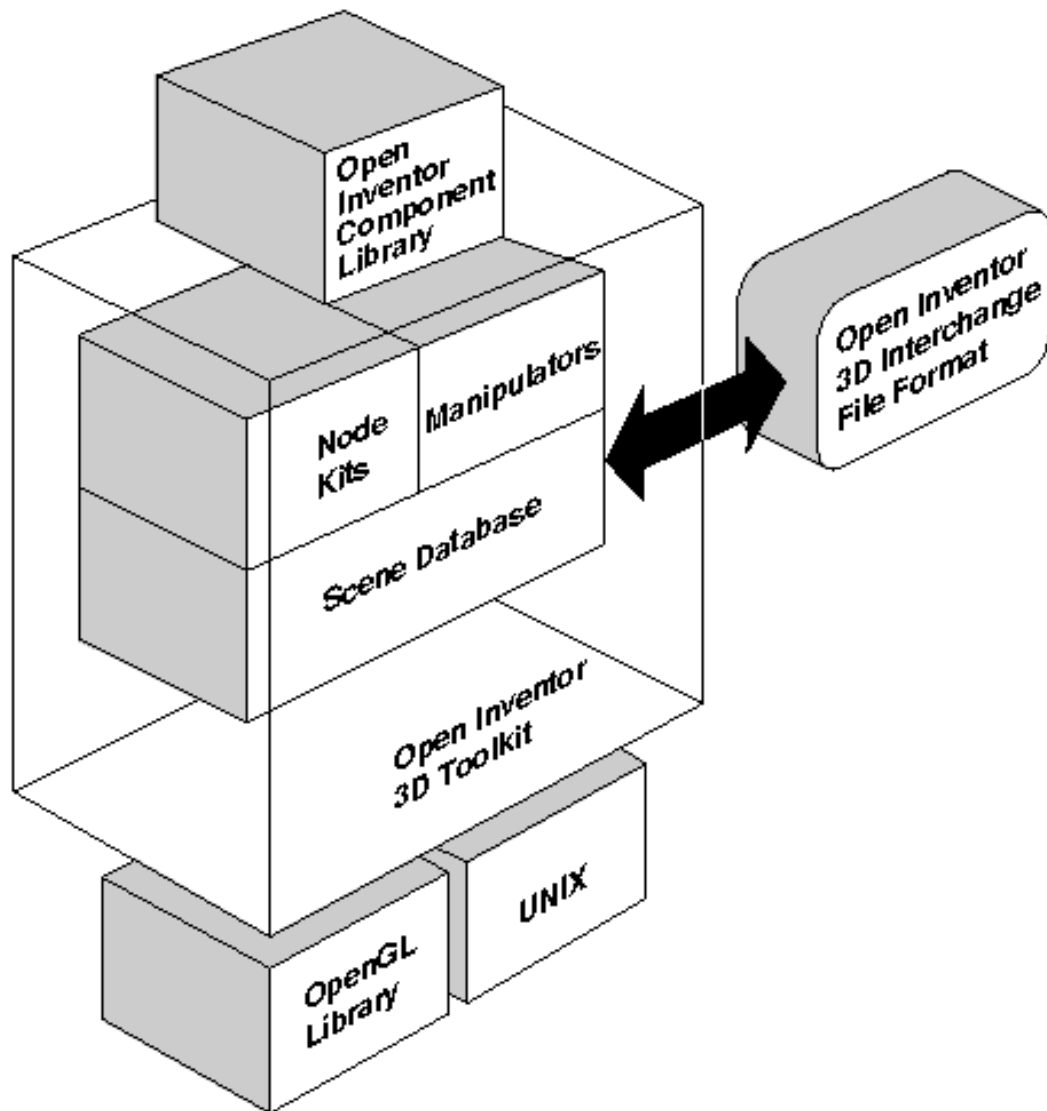 Open
Inventor
Component
Library
Open Inventor
3D Interchange
File Format
Node
Kits
Manipulators
Scene Database
Open Inventor
3D Toolkit
OpenGL
Library
UNIX